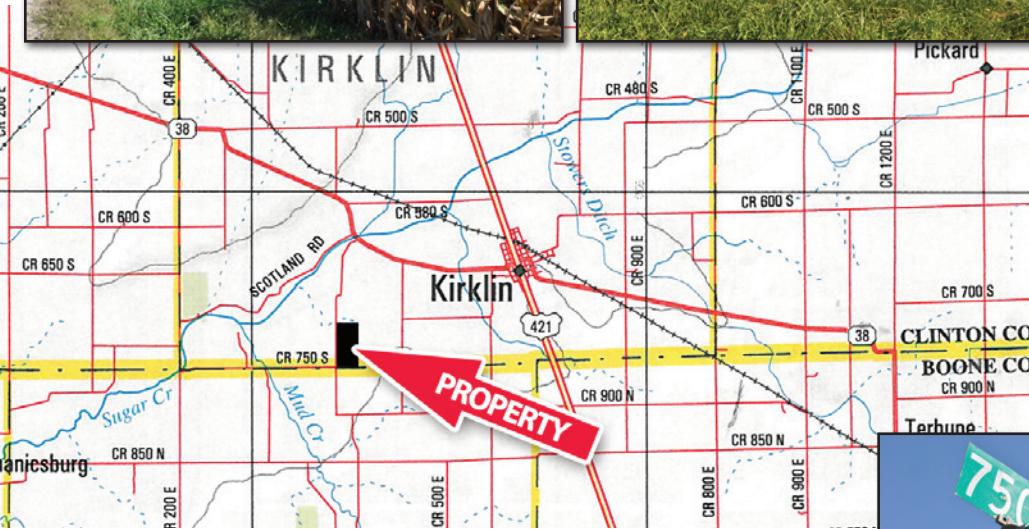 Pickard
KIRKLIN
CR 400 E
CR 1100 E
CR 480 S
CR 500 S
CR 500 S
38
Stowers Ditch
CR 1200 E
CR 600 S
CR 580 S
CR 600 S
CR 650 S
SCOTLAND RD
CR 900 E
Kirklin
CR 700 S
421
38
CLINTON CO
CR 750 S
BOONE CO
PROPERTY
CR 900 N
CR 900 N
Sugar Cr
Mud Cr
Terhune
CR 850 N
CR 850 N
anicsburg
CR 500 E
CR 800 E
CR 900 E
R 200 E
750